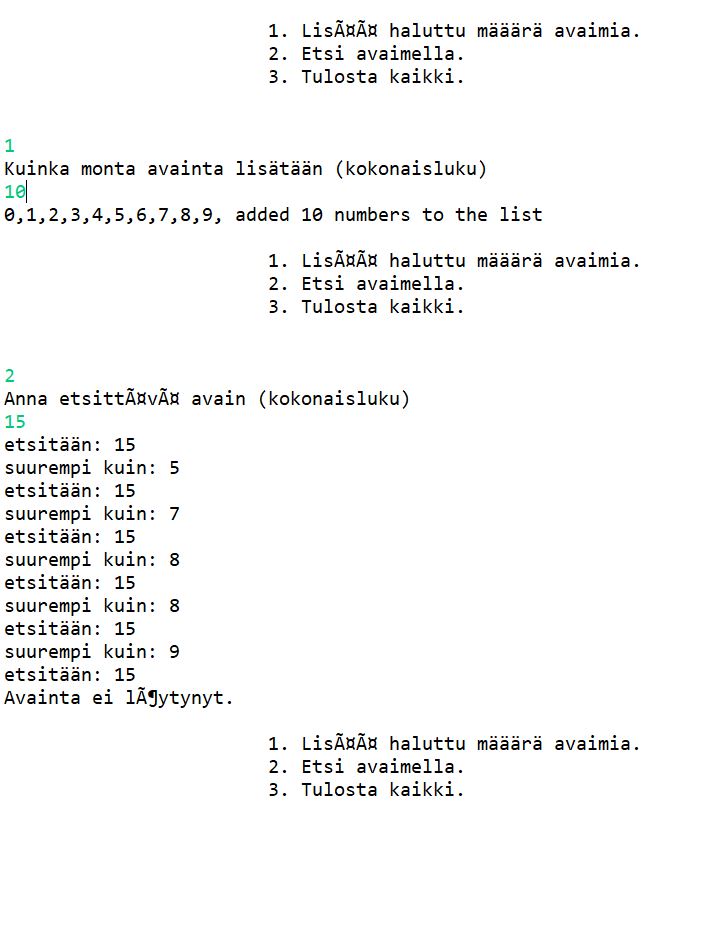 1. LisÃ¤Ã¤ haluttu määärä avaimia.
2. Etsi avaimella.
3. Tulosta kaikki.
1
Kuinka monta avainta lisätään (kokonaisluku)
10
0,1,2,3,4,5,6,7,8,9, added 10 numbers to the list
1. LisÃ¤Ã¤ haluttu määärä avaimia.
2. Etsi avaimella.
3. Tulosta kaikki.
2
Anna etsittÃ¤vÃ¤ avain (kokonaisluku)
15
etsitään: 15
suurempi kuin: 5
etsitään: 15
suurempi kuin: 7
etsitään: 15
suurempi kuin: 8
etsitään: 15
suurempi kuin: 8
etsitään: 15
suurempi kuin: 9
etsitään: 15
Avainta ei lÃ¶ytynyt.
1. LisÃ¤Ã¤ haluttu määärä avaimia.
2. Etsi avaimella.
3. Tulosta kaikki.